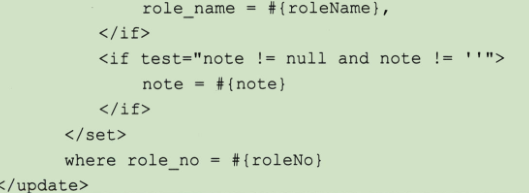 role_name = #{roleName},
</if>
<if test="note != null and note != ''">
note = #{note}
</if>
</set>
where role_no = #{roleNo}
</update>